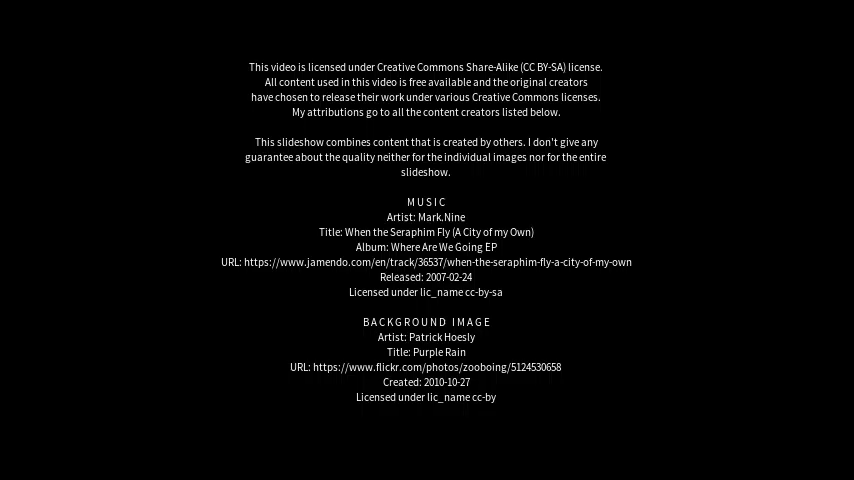 This video is licensed under Creative Commons Share-Alike (CC BY-SA) license.
All content used in this video is free available and the original creators
have chosen to release their work under various Creative Commons licenses.
My attributions go to all the content creators listed below.
This slideshow combines content that is created by others. I don't give any
guarantee about the quality neither for the individual images nor for the entire
slideshow.
MUSIC
Artist: Mark.Nine
Title: When the Seraphim Fly (A City of my Own)
Album: Where Are We Going EP
URL: https://www.jamendo.com/en/track/36537/when-the-seraphim-fly-a-city-of-my-own
Released: 2007-02-24
Licensed under lic_name cc-by-sa
BACKGROUND IMAGE
Artist: Patrick Hoesly
Title: Purple Rain
URL: https://www.flickr.com/photos/zooboing/5124530658
Created: 2010-10-27
Licensed under lic_name cc-by